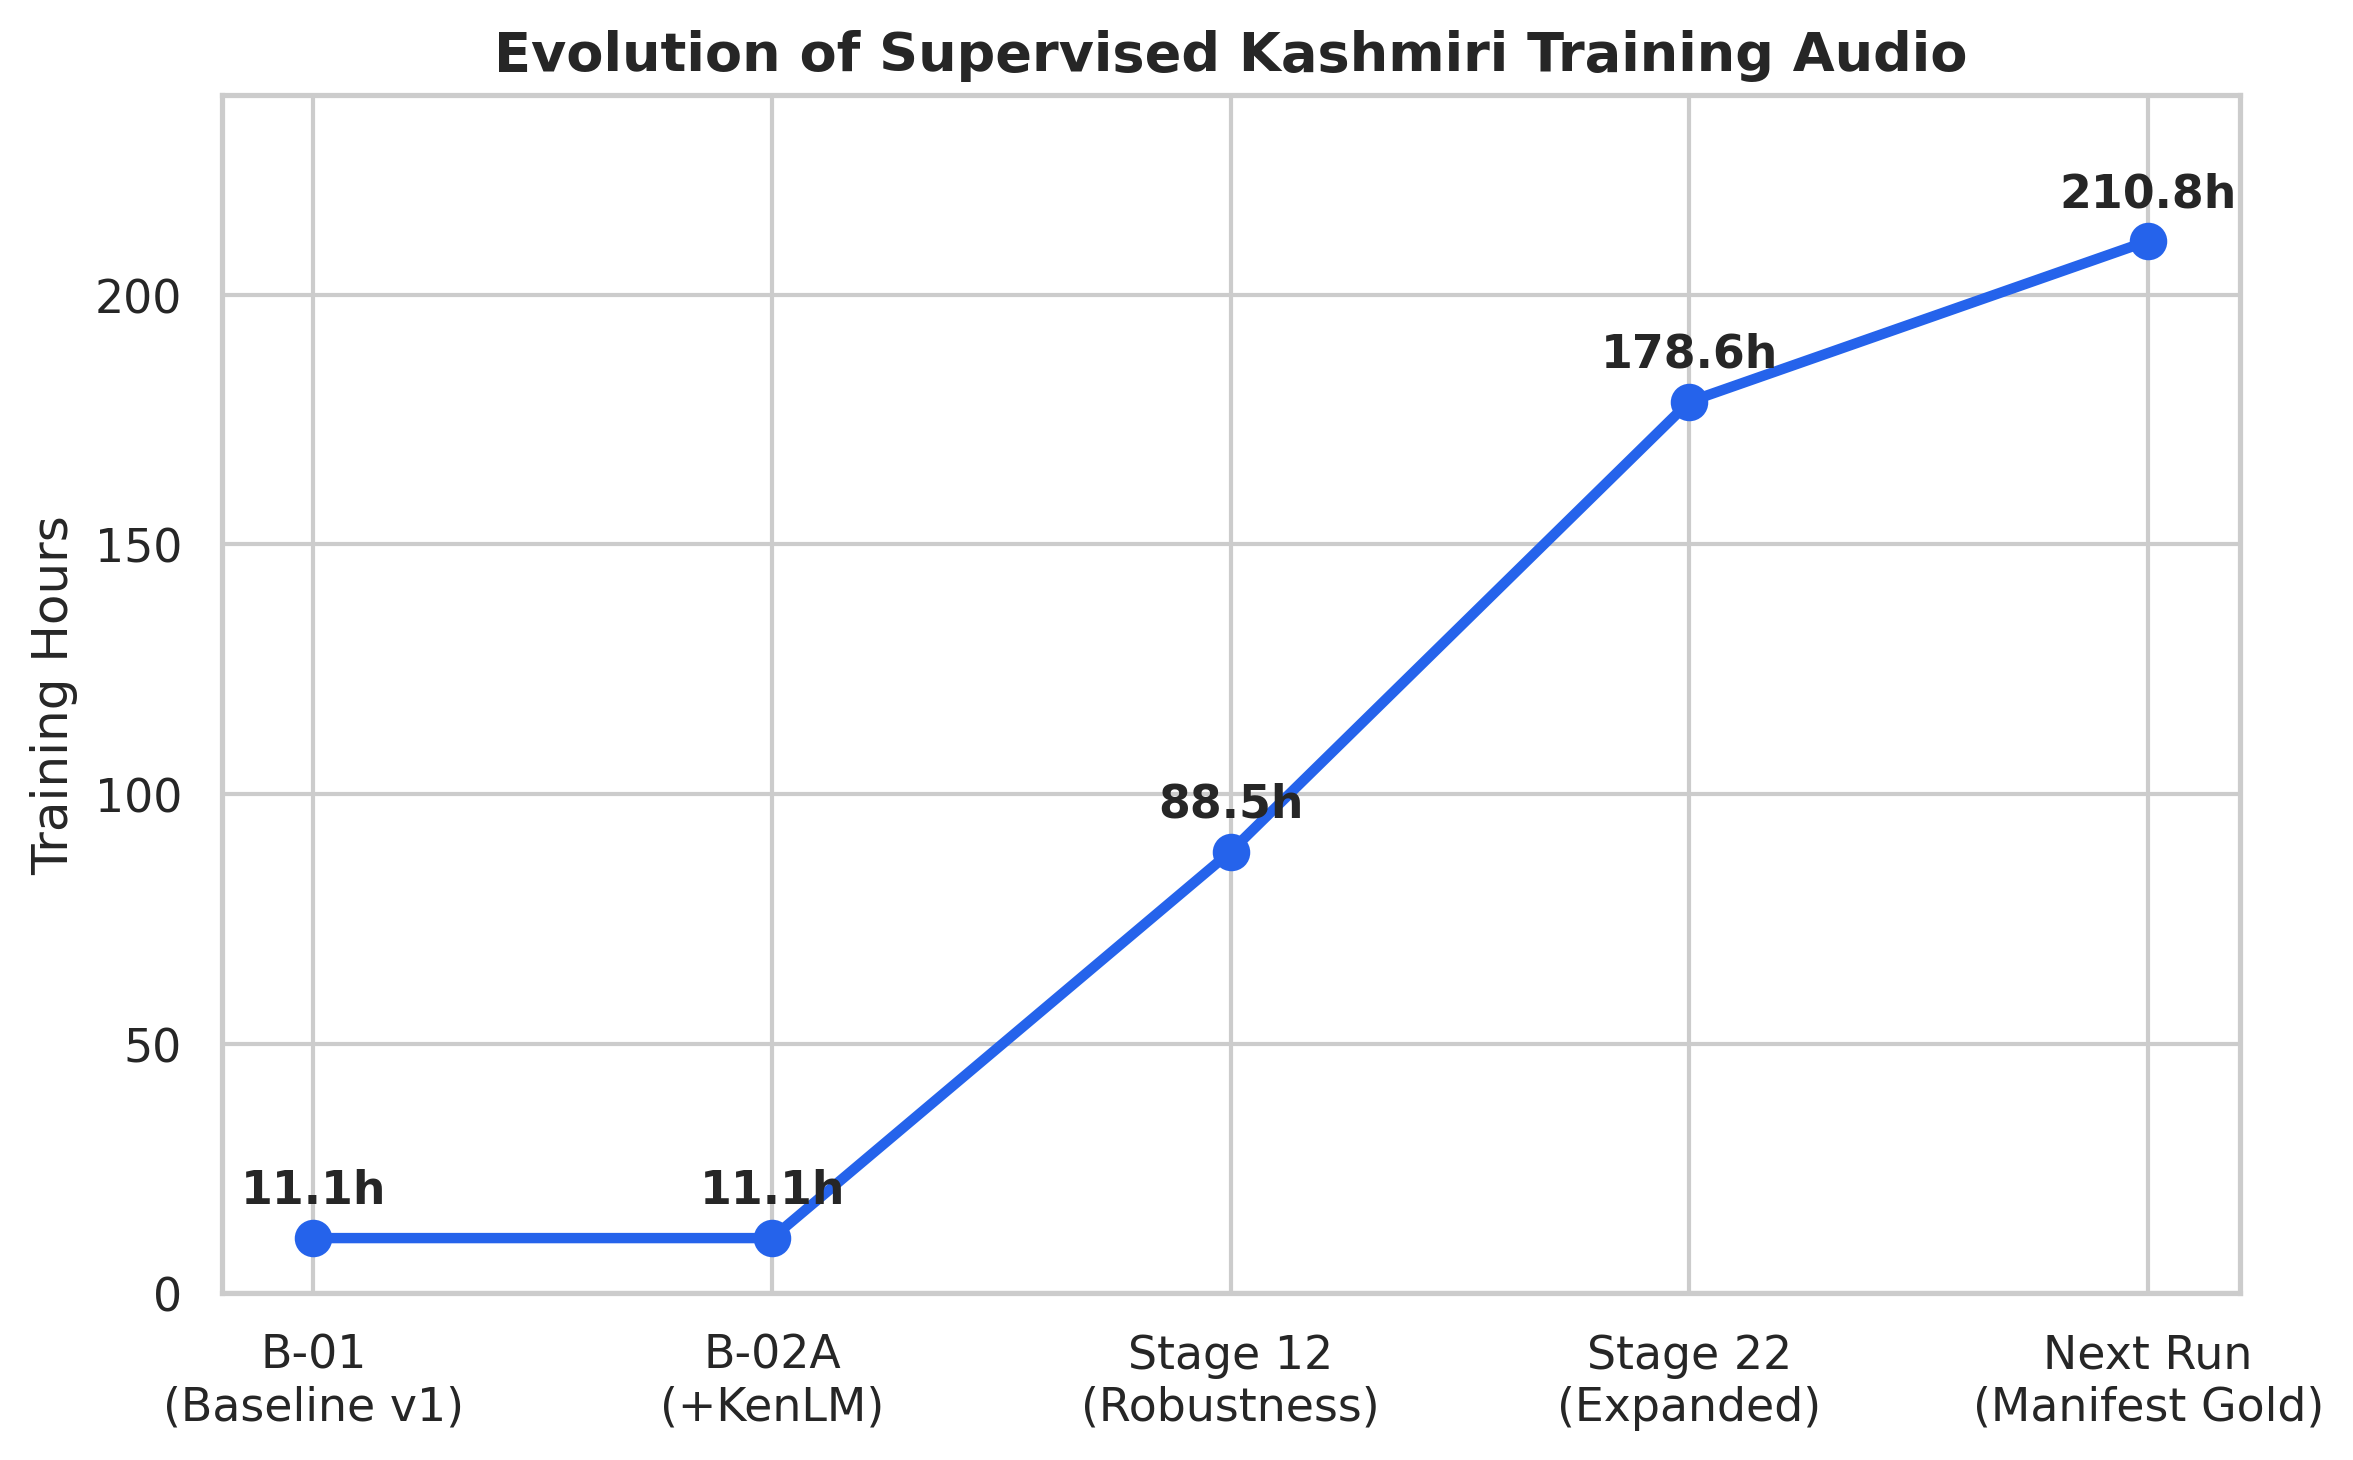 Evolution of Supervised Kashmiri Training Audio
Training Hours
200
150
100
50
0
11.1h
11.1h
88.5h
178.6h
210.8h
B-01
(Baseline v1)
B-02A
(+KenLM)
Stage 12
(Robustness)
Stage 22
(Expanded)
Next Run
(Manifest Gold)